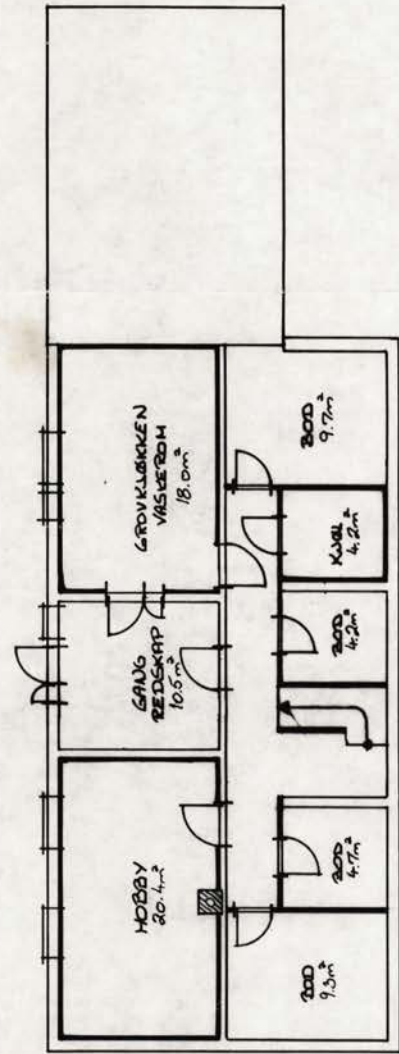 GROVKJØKKEN
VASKEROM
18.0m²
BOD
9.7m²
KJØL
4.2m²
GANG
REDSKAP
10.5m²
BOD
4.2m²
HOBBY
20.4m²
BOD
4.7m²
BOD
9.3m²